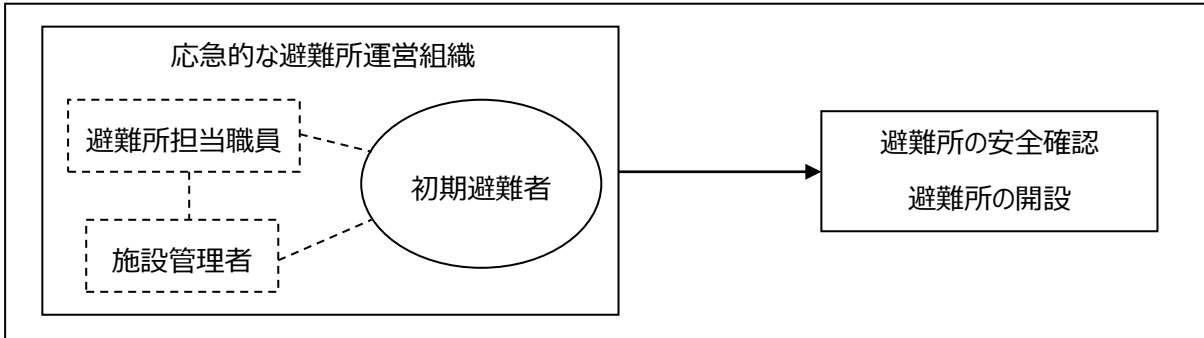 応急的な避難所運営組織
避難所担当職員
初期避難者
施設管理者
避難所の安全確認
避難所の開設